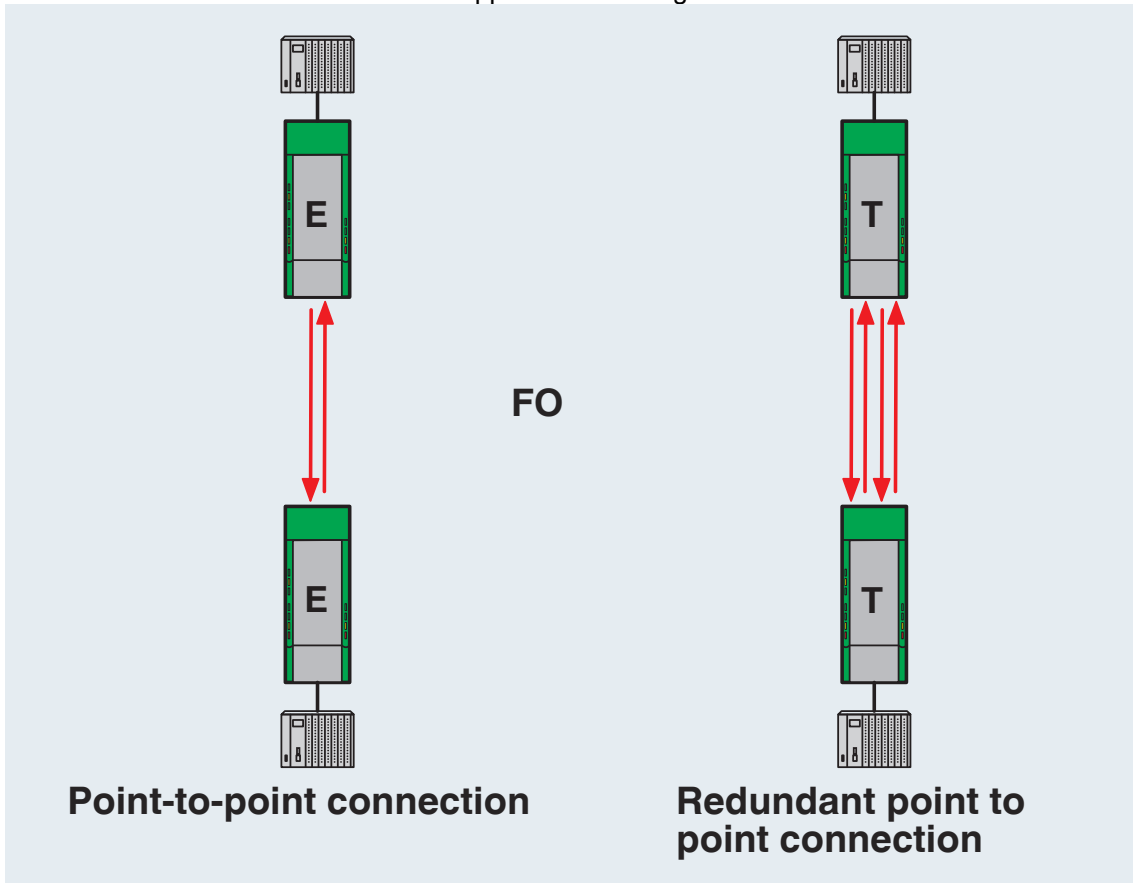 E
T
FO
E
T
Point-to-point connection
Redundant point to
point connection